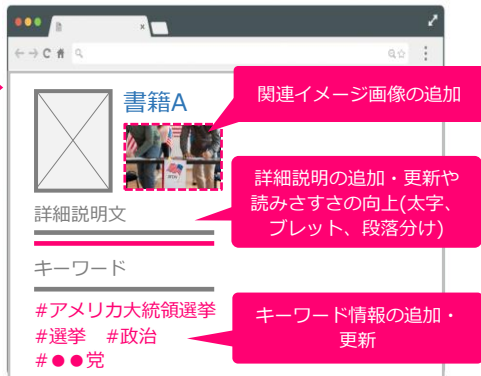 書籍A
関連イメージ画像の追加
詳細説明文
詳細説明の追加・更新や
読みさすさの向上(太字、
ブレット、段落分け)
キーワード
#アメリカ大統領選挙
#選挙 #政治
#●●党
キーワード情報の追加・
更新